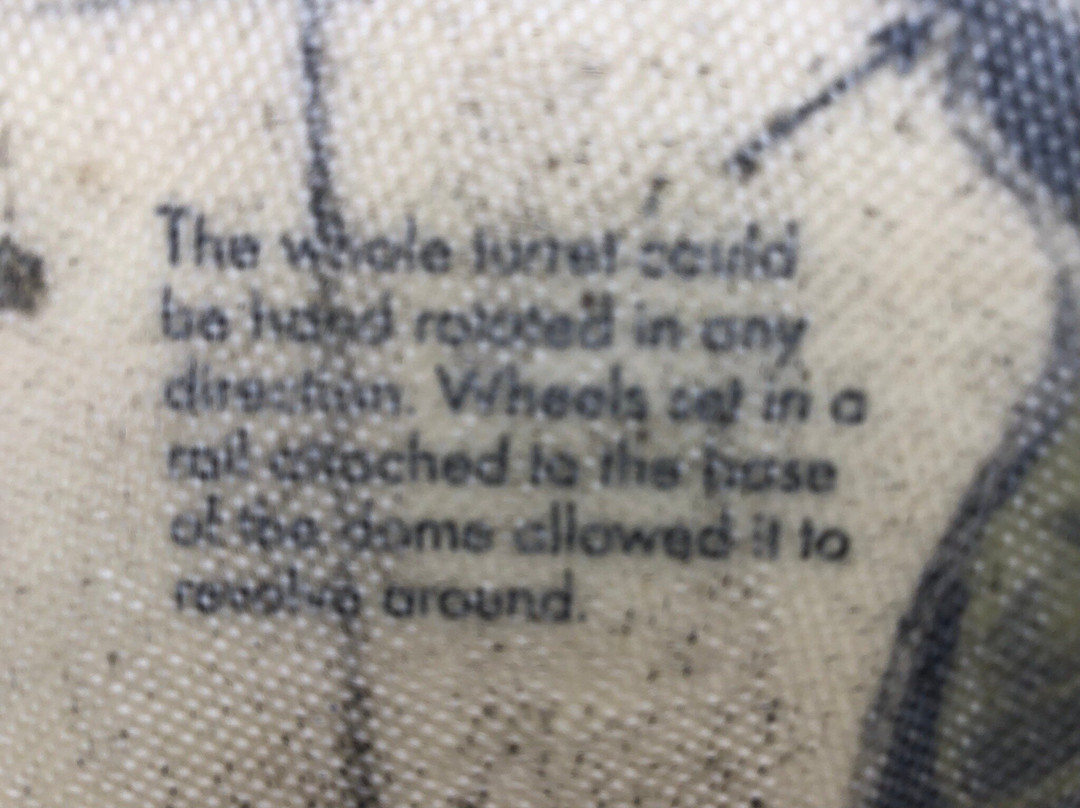 The whole turret could
be hand rotated in any
direction. Wheels set in a
rail attached to the base
of the dome allowed it to
revolve around.